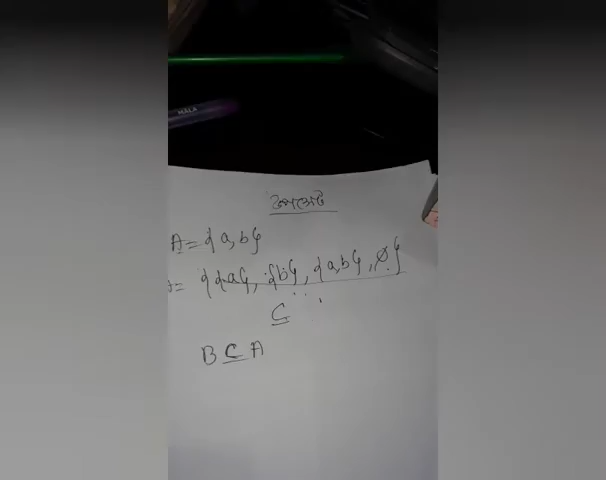 উপসেট
A = {a, b}
= {{a}, {b}, {a, b}, ∅}
⊆
B ⊆ A